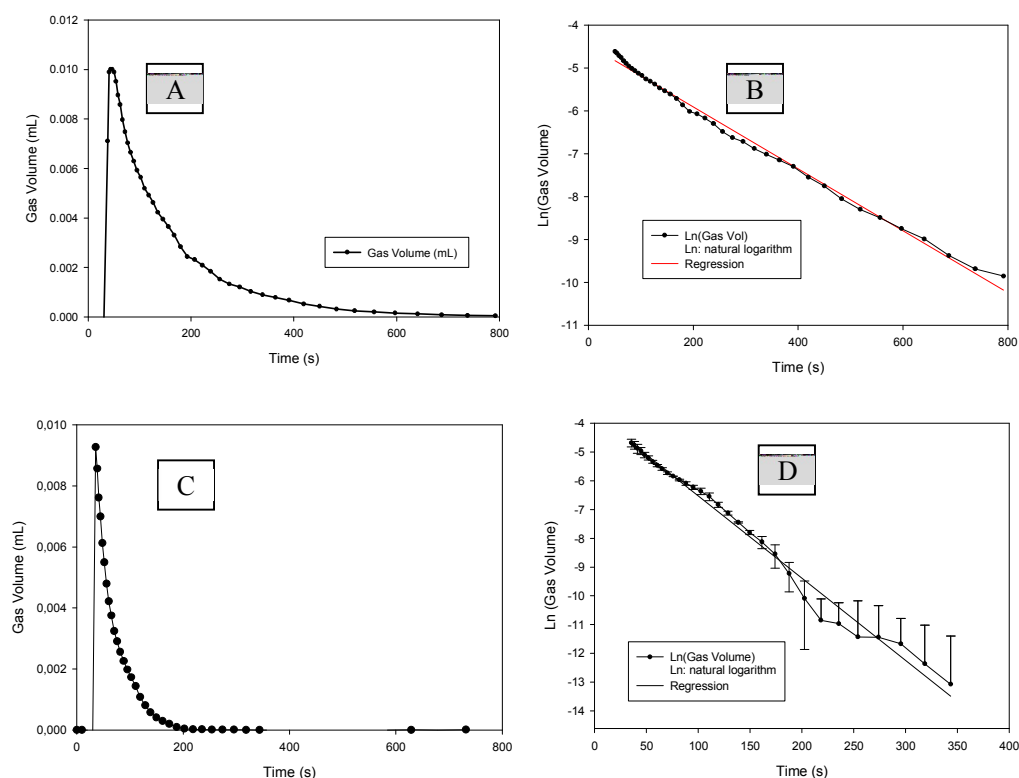 0.012
0.010
0.008
0.006
0.004
0.002
0.000
Gas Volume (mL)
A
Gas Volume (mL)
0 200 400 600 800
Time (s)
-4
-5
-6
-7
-8
-9
-10
-11
Ln(Gas Volume)
B
Ln(Gas Vol)
Ln: natural logarithm
Regression
0 200 400 600 800
Time (s)
0,010
0,008
0,006
0,004
0,002
0,000
Gas Volume (mL)
C
0 200 400 600 800
Time (s)
-4
-5
-6
-7
-8
-9
-10
-11
-12
-13
-14
Ln (Gas Volume)
D
Ln(Gas Volume)
Ln: natural logarithm
Regression
0 50 100 150 200 250 300 350 400
Time (s)